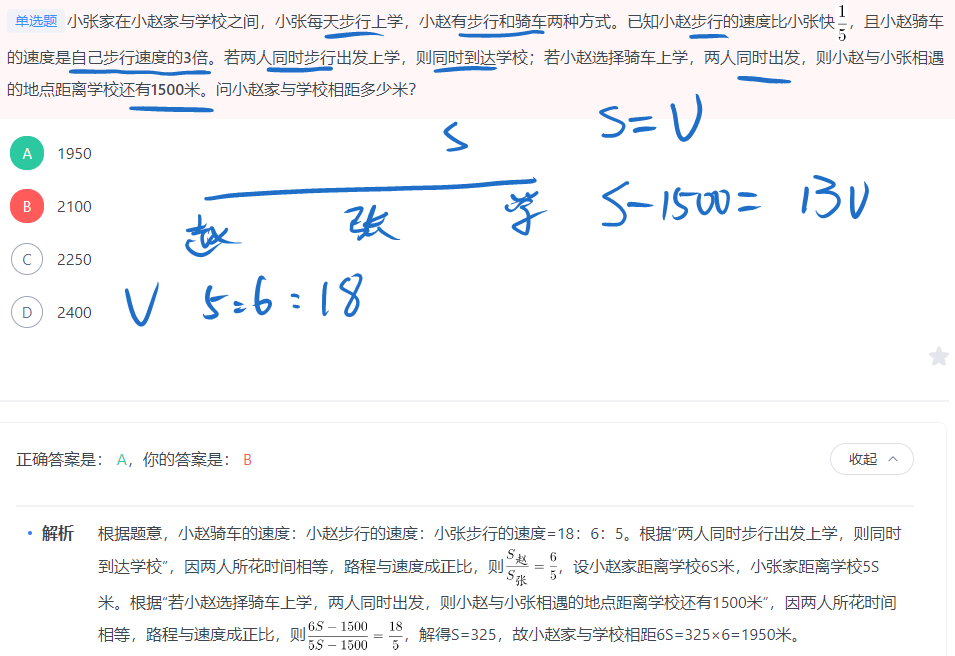 单选题 小张家在小赵家与学校之间，小张每天步行上学，小赵有步行和骑车两种方式。已知小赵步行的速度比小张快1/5，且小赵骑车
的速度是自己步行速度的3倍。若两人同时步行出发上学，则同时到达学校；若小赵选择骑车上学，两人同时出发，则小赵与小张相遇
的地点距离学校还有1500米。问小赵家与学校相距多少米？
S
S=V
A 1950
S-1500=13V
B 2100
赵 张 学
C 2250
D 2400
V 5:6:18
正确答案是： A，你的答案是： B
收起
解析 根据题意，小赵骑车的速度：小赵步行的速度：小张步行的速度=18：6：5。根据“两人同时步行出发上学，则同时
到达学校”，因两人所花时间相等，路程与速度成正比，则S赵/S张=6/5，设小赵家距离学校6S米，小张家距离学校5S
米。根据“若小赵选择骑车上学，两人同时出发，则小赵与小张相遇的地点距离学校还有1500米”，因两人所花时间
相等，路程与速度成正比，则(6S-1500)/(5S-1500)=18/5，解得S=325，故小赵家与学校相距6S=325×6=1950米。